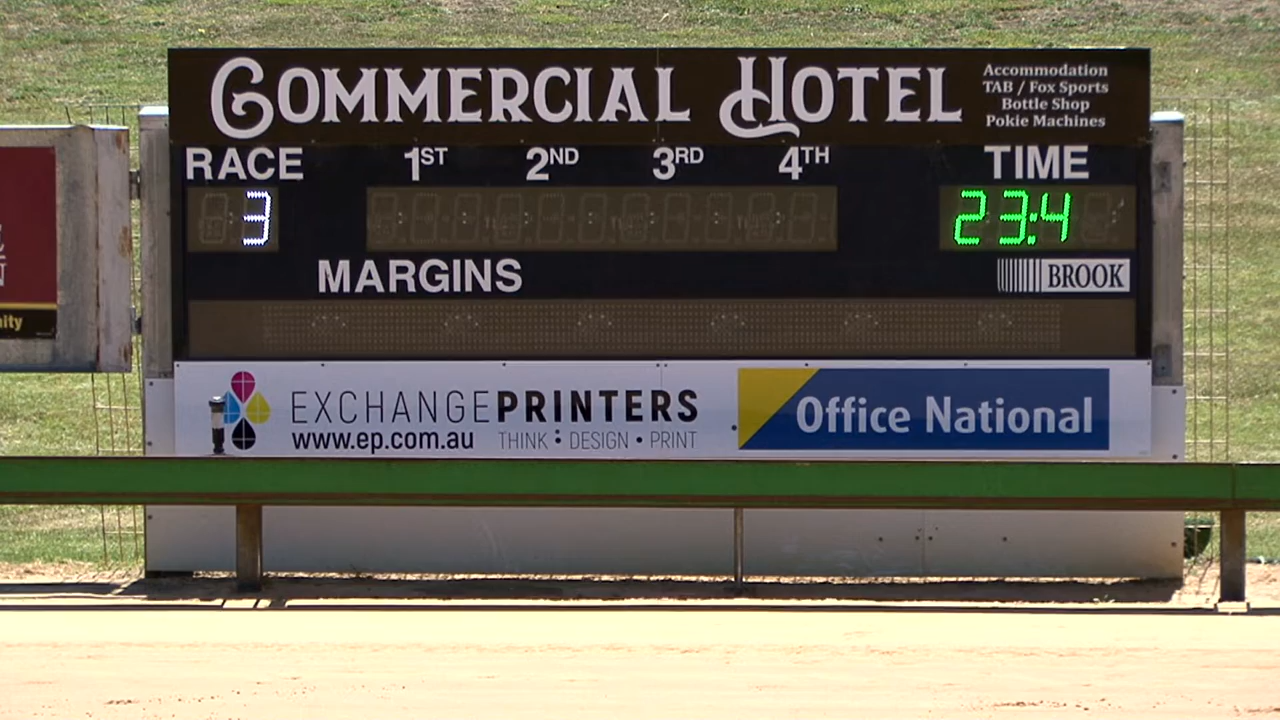 COMMERCIAL HOTEL
Accommodation
TAB / Fox Sports
Bottle Shop
Pokie Machines
RACE 1ST 2ND 3RD 4TH TIME
3 23:4
MARGINS
BROOK
EXCHANGEPRINTERS
www.ep.com.au THINK : DESIGN • PRINT
Office National